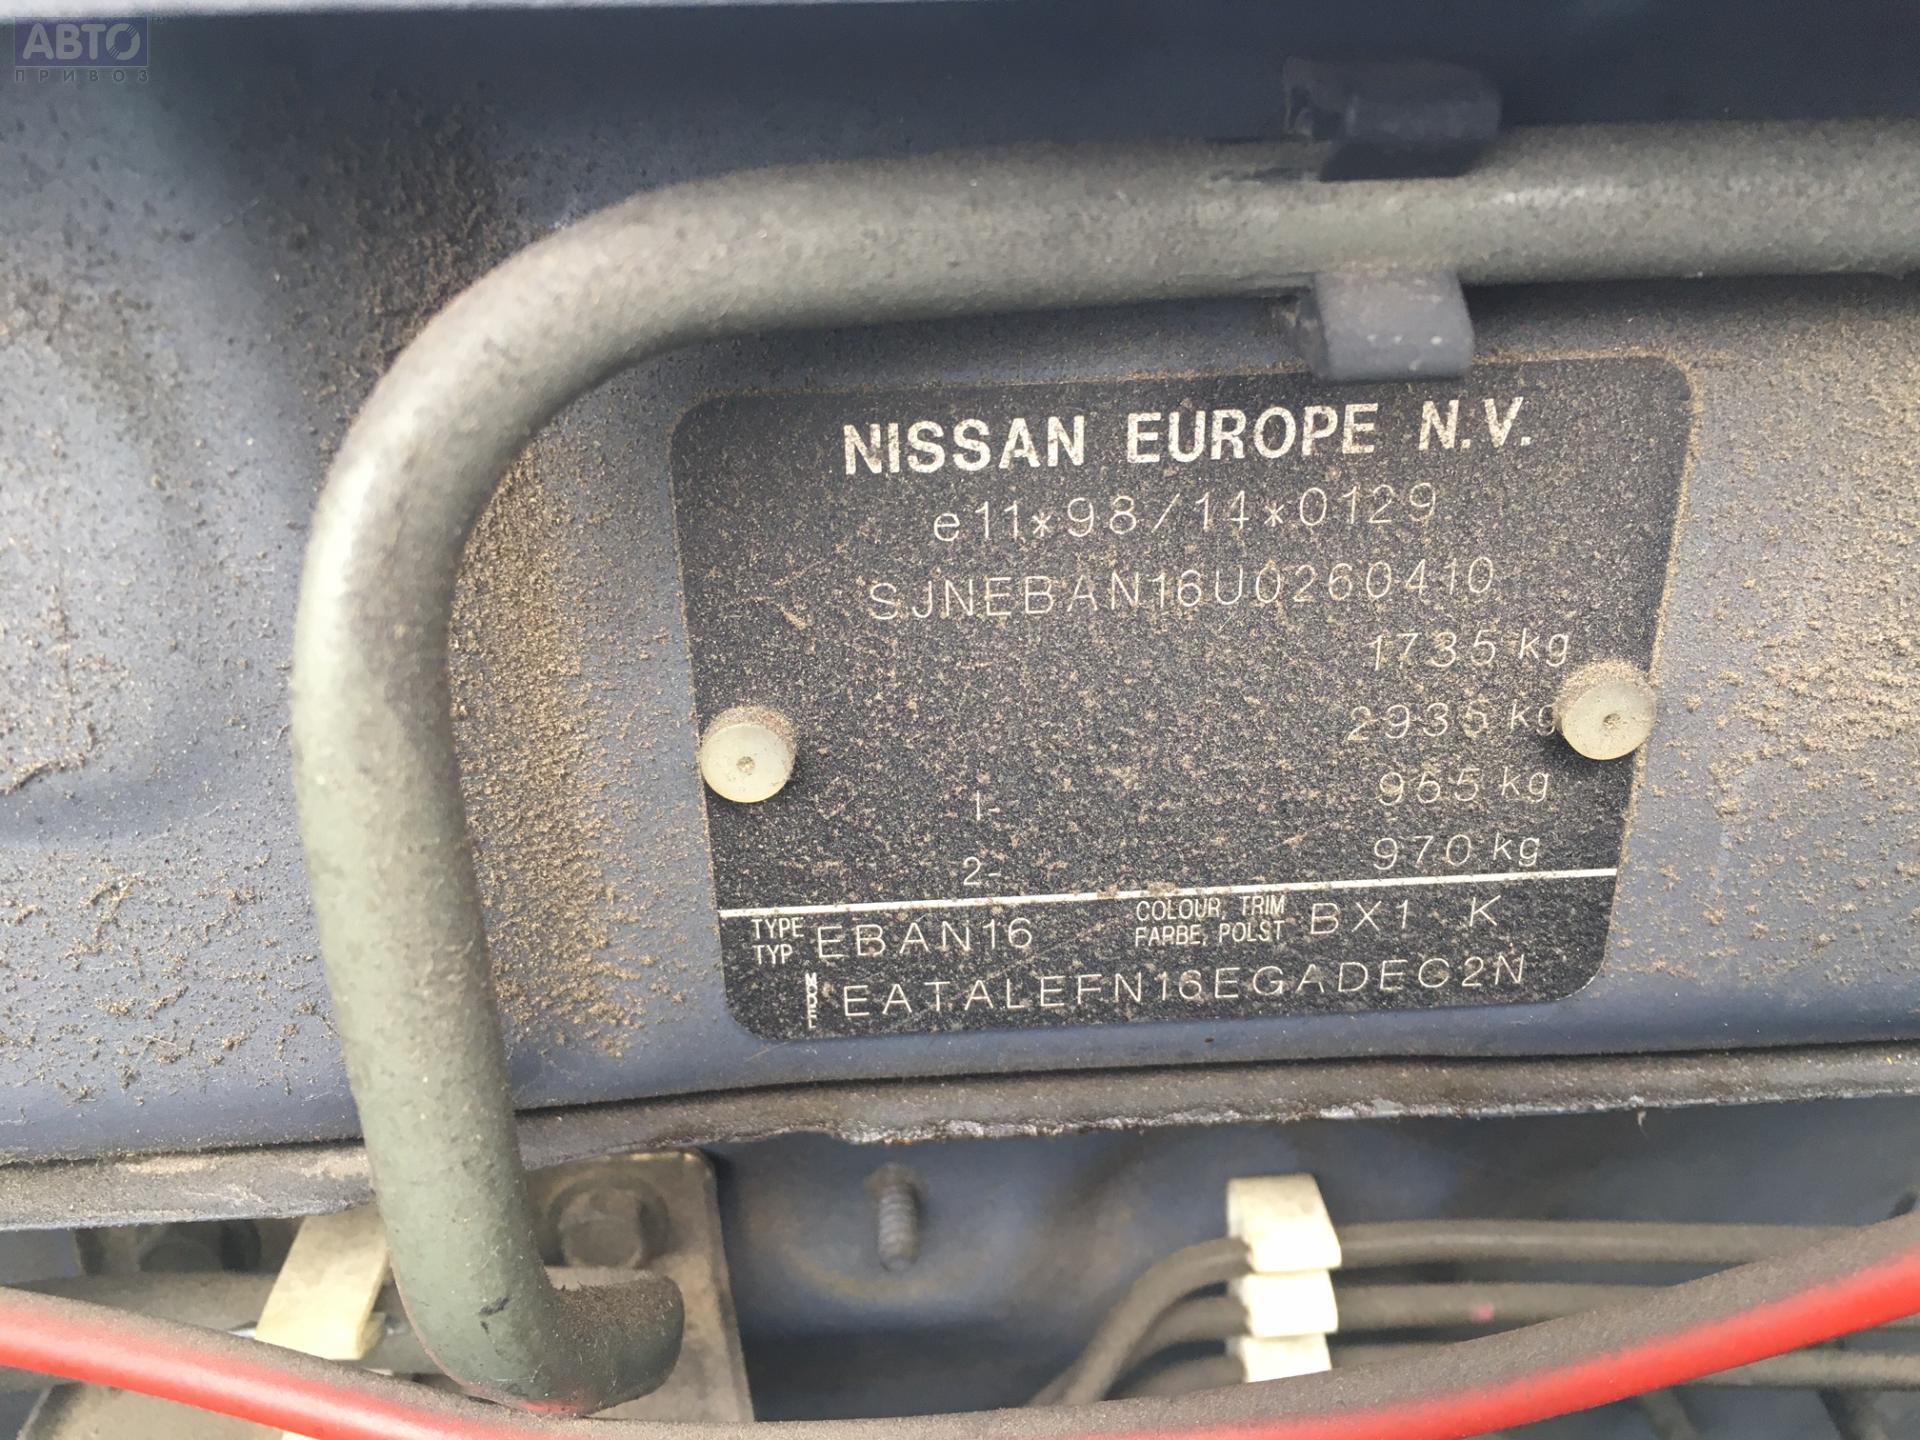 АВТО
ПРИВОЗ
NISSAN EUROPE N.V.
e11*98/14*0129
SJNEBAN16U0260410
1735 kg
2935 kg
1- 965 kg
2- 970 kg
TYPE
TYP EBAN16 COLOUR, TRIM
FARBE, POLST BX1 K
MODEL EATALEFN16EGADEC2N